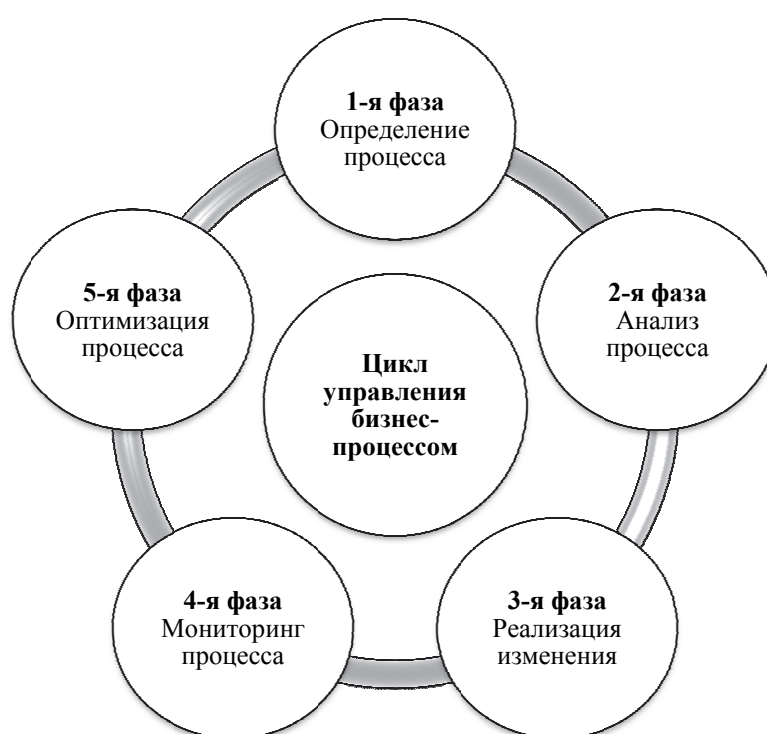 1-я фаза
Определение
процесса
2-я фаза
Анализ
процесса
3-я фаза
Реализация
изменения
4-я фаза
Мониторинг
процесса
5-я фаза
Оптимизация
процесса
Цикл
управления
бизнес-
процессом